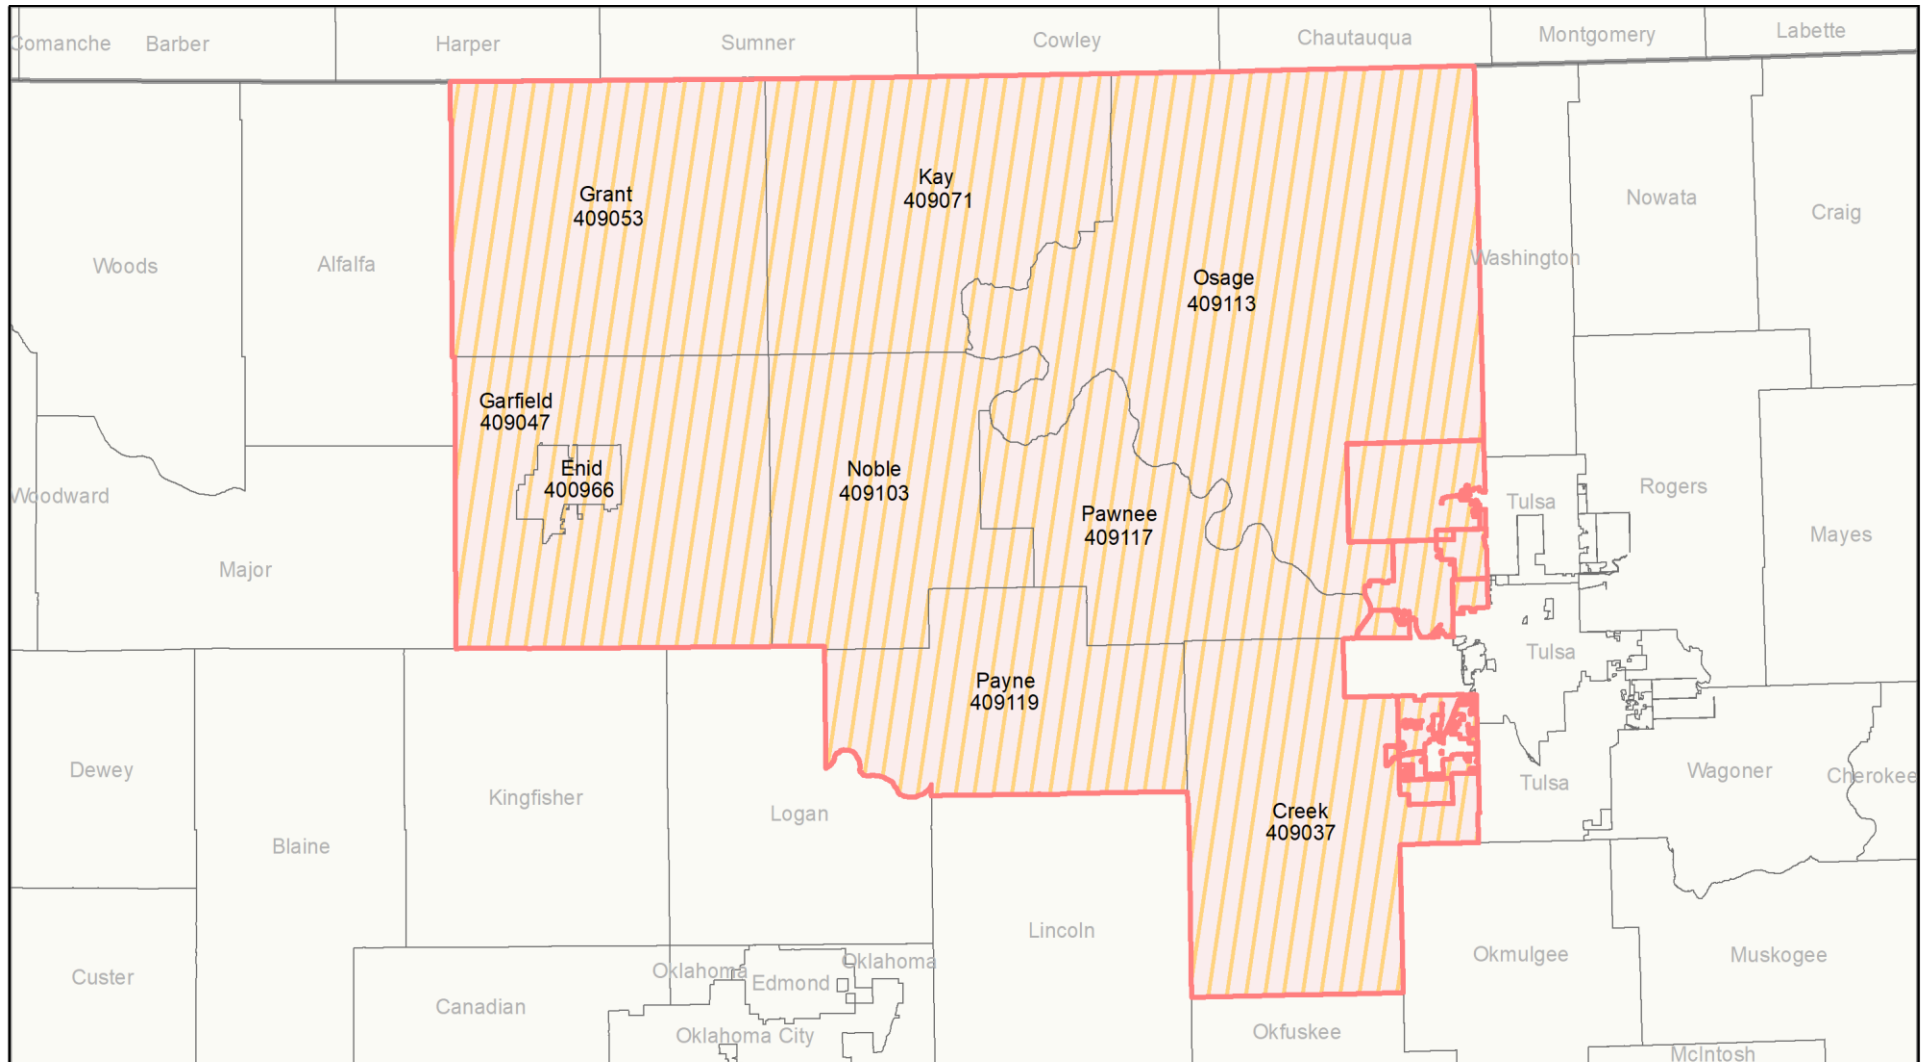 Comanche
Barber
Harper
Sumner
Cowley
Chautauqua
Montgomery
Labette
Woods
Alfalfa
Grant
409053
Kay
409071
Osage
409113
Washington
Nowata
Craig
Garfield
409047
Enid
400966
Noble
409103
Pawnee
409117
Woodward
Major
Tulsa
Rogers
Mayes
Tulsa
Payne
409119
Creek
409037
Tulsa
Wagoner
Cherokee
Dewey
Kingfisher
Logan
Blaine
Lincoln
Okmulgee
Muskogee
Custer
Canadian
Oklahoma
Edmond
Oklahoma
Oklahoma City
Okfuskee
McIntosh